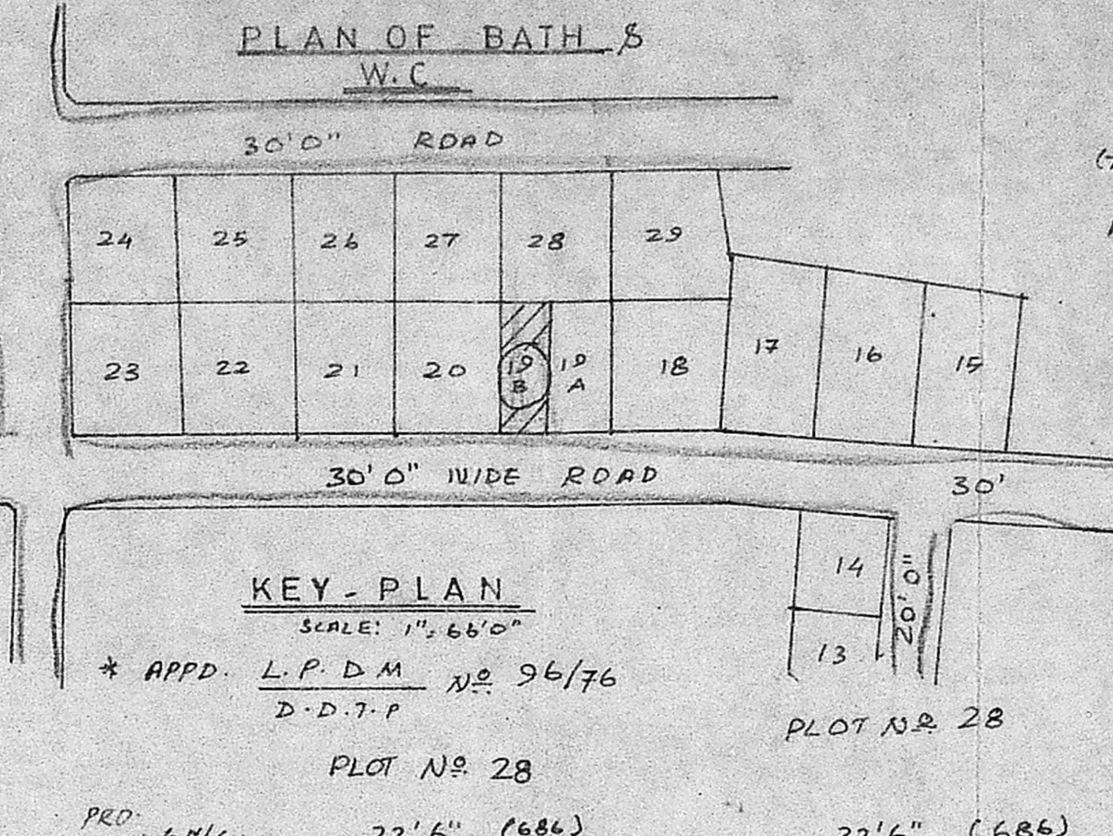 PLAN OF BATH &
W.C
30'0" ROAD
24 25 26 27 28 29
23 22 21 20 19 B 19 A 18 17 16 15
30'0" WIDE ROAD 30'
14
20'0"
13
KEY-PLAN
SCALE: 1"=66'0"
* APPD. L.P.D M No 96/76
D.D.T.P
PLOT No 28
PLOT No 28
PRO.
22'6" (686) 22'6" (686)